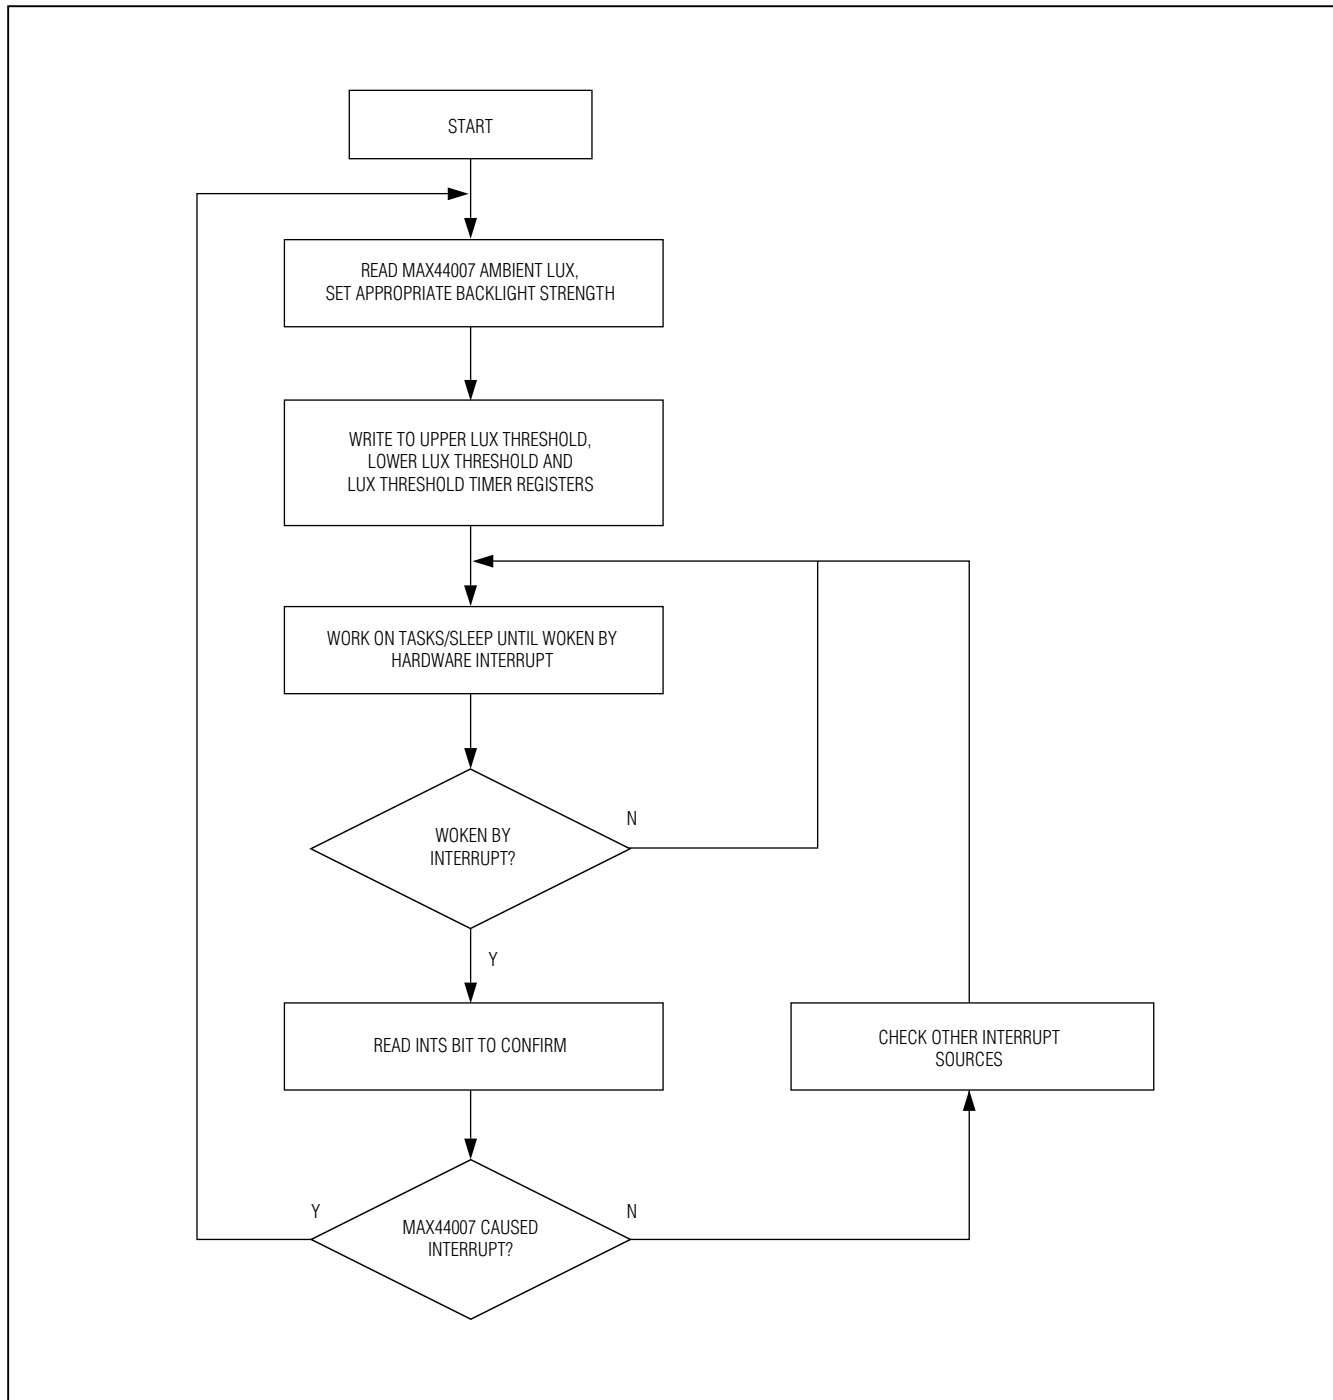 START
READ MAX44007 AMBIENT LUX,
SET APPROPRIATE BACKLIGHT STRENGTH
WRITE TO UPPER LUX THRESHOLD,
LOWER LUX THRESHOLD AND
LUX THRESHOLD TIMER REGISTERS
WORK ON TASKS/SLEEP UNTIL WOKEN BY
HARDWARE INTERRUPT
WOKEN BY
INTERRUPT?
N
Y
READ INTS BIT TO CONFIRM
CHECK OTHER INTERRUPT
SOURCES
Y
MAX44007 CAUSED
INTERRUPT?
N